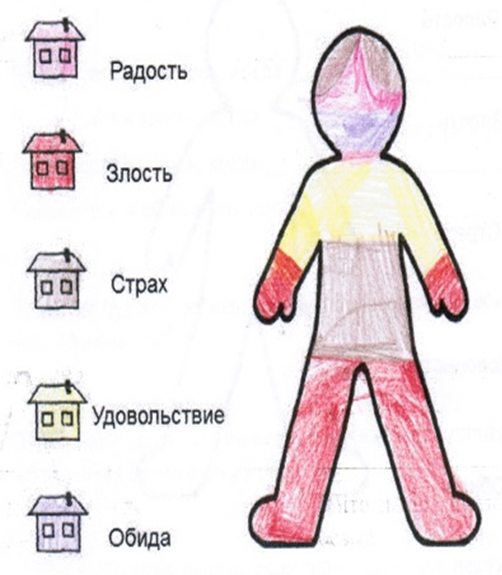 Радость
Злость
Страх
Удовольствие
Обида